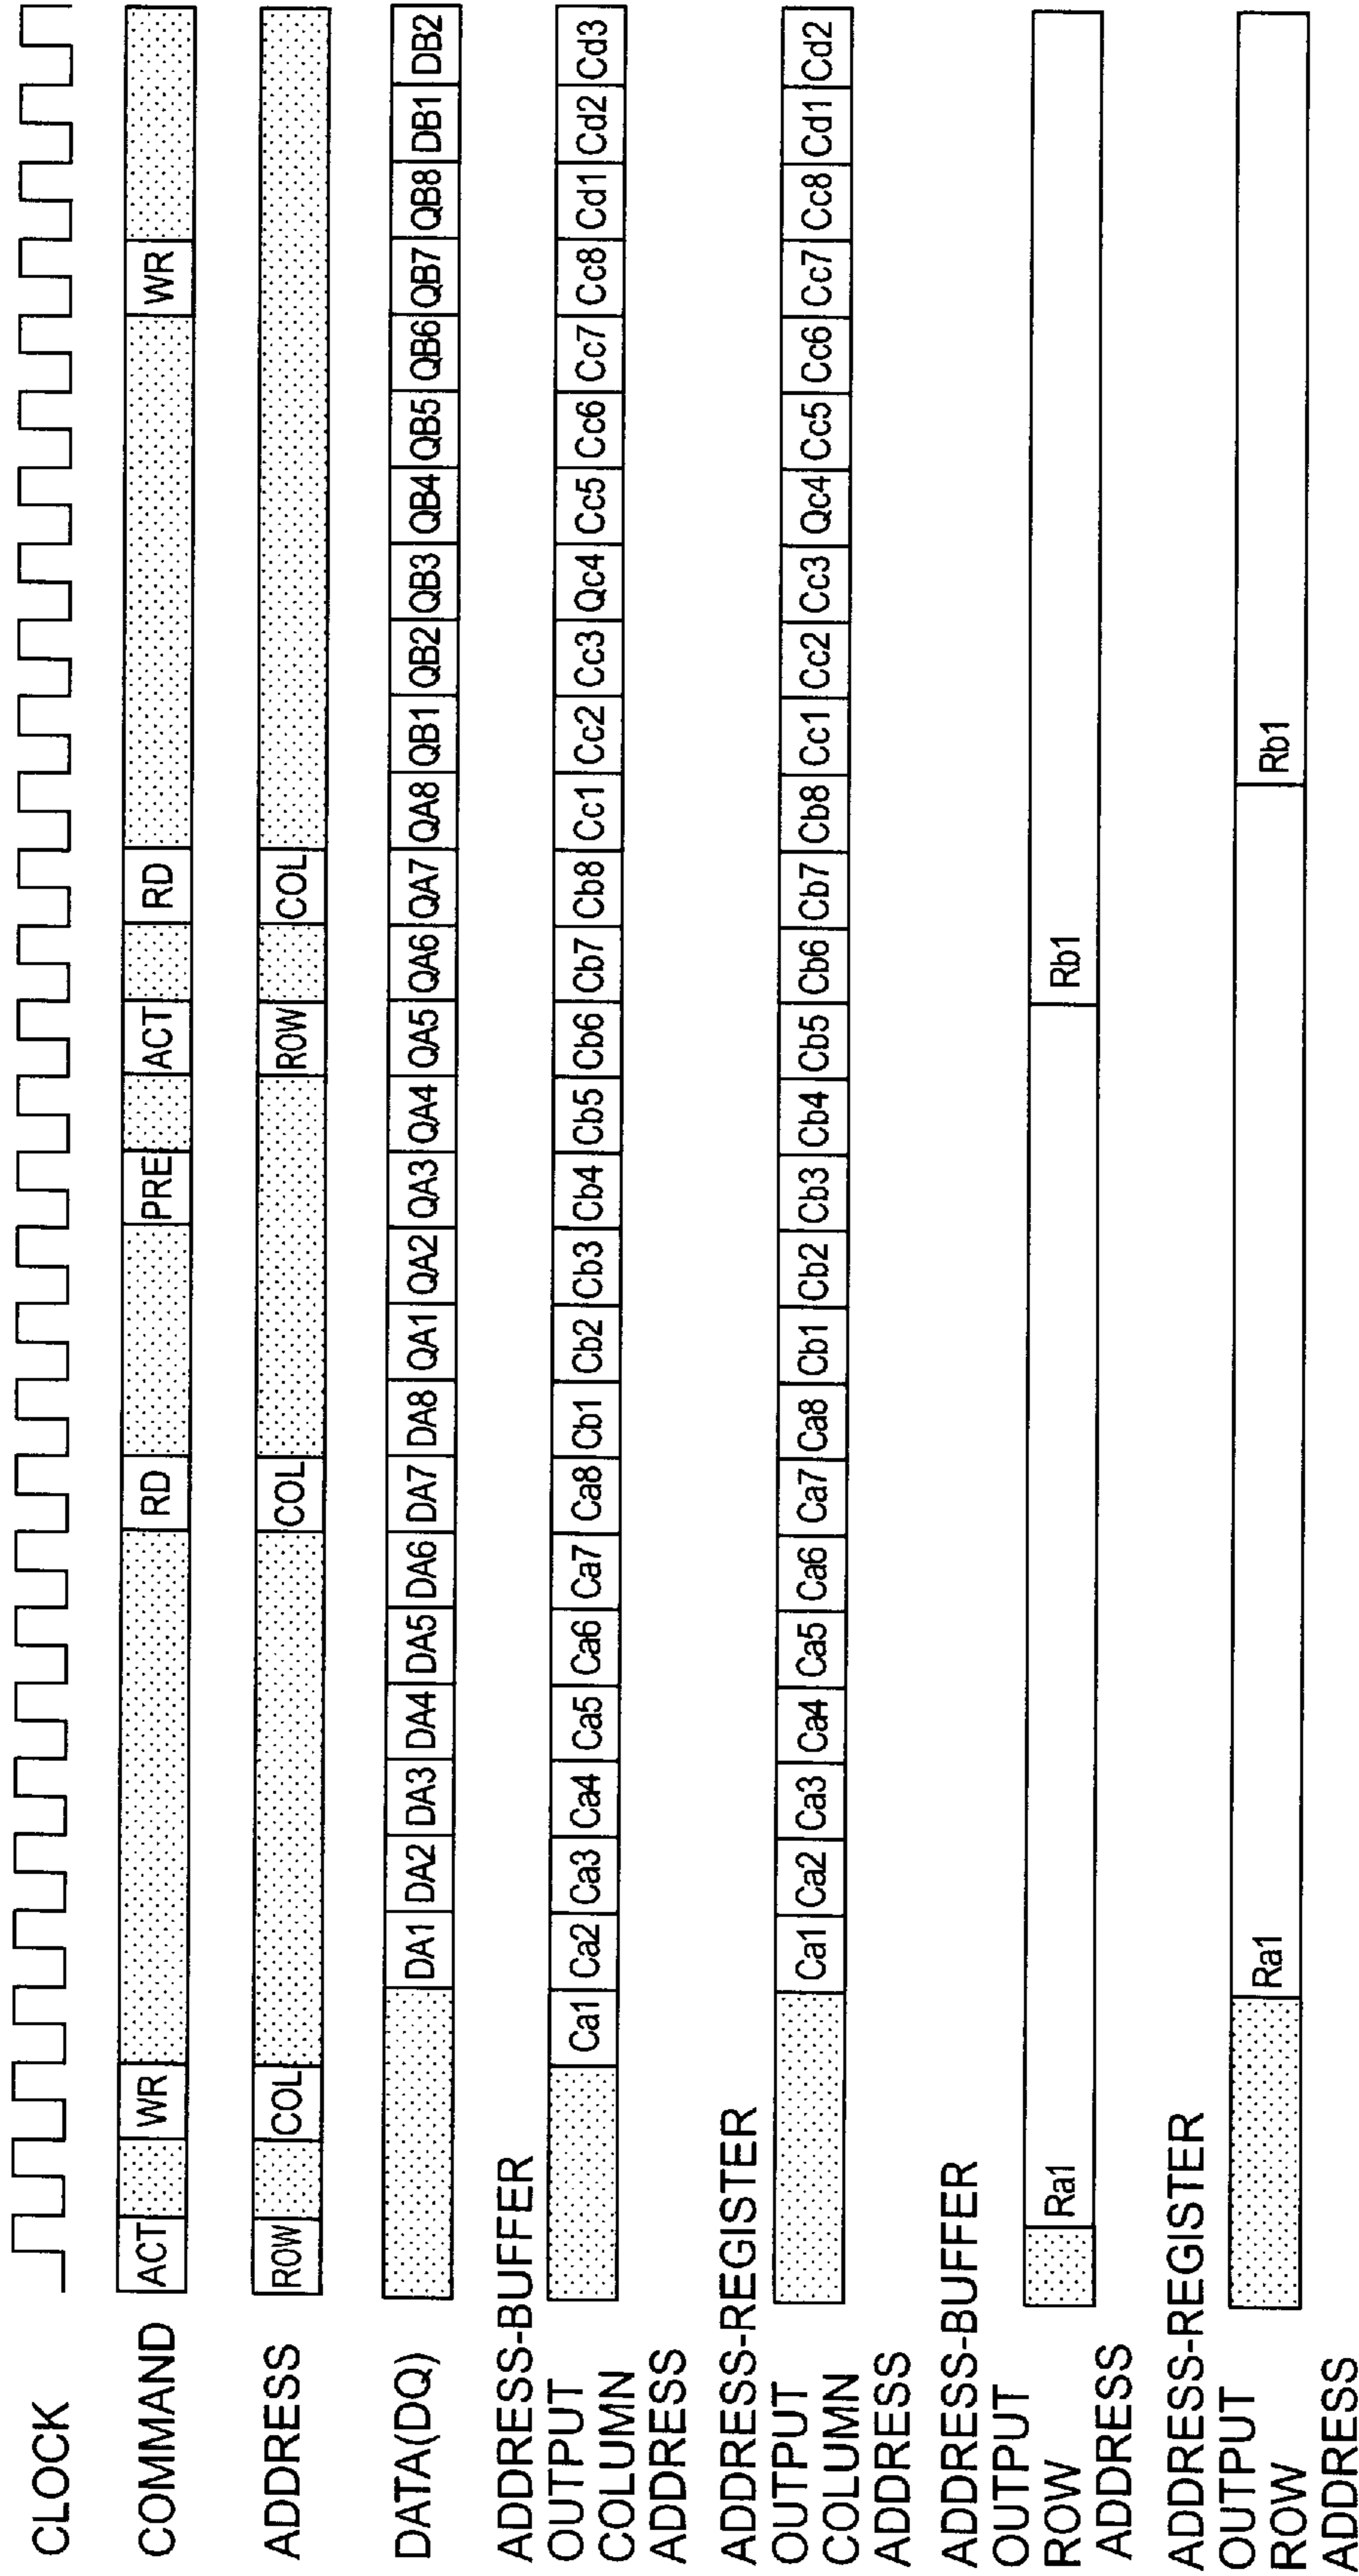 CLOCK
COMMAND ACT WR RD PRE ACT RD WR
ADDRESS ROW COL COL ROW COL
DATA(DQ) DA1 DA2 DA3 DA4 DA5 DA6 DA7 DA8 QA1 QA2 QA3 QA4 QA5 QA6 QA7 QA8 QB1 QB2 QB3 QB4 QB5 QB6 QB7 QB8 DB1 DB2
ADDRESS-BUFFER
OUTPUT
COLUMN
ADDRESS
Ca1 Ca2 Ca3 Ca4 Ca5 Ca6 Ca7 Ca8 Cb1 Cb2 Cb3 Cb4 Cb5 Cb6 Cb7 Cb8 Cc1 Cc2 Cc3 Qc4 Cc5 Cc6 Cc7 Cc8 Cd1 Cd2 Cd3
ADDRESS-REGISTER
OUTPUT
COLUMN
ADDRESS
Ca1 Ca2 Ca3 Ca4 Ca5 Ca6 Ca7 Ca8 Cb1 Cb2 Cb3 Cb4 Cb5 Cb6 Cb7 Cb8 Cc1 Cc2 Cc3 Qc4 Cc5 Cc6 Cc7 Cc8 Cd1 Cd2
ADDRESS-BUFFER
OUTPUT
ROW
ADDRESS
Ra1 Rb1
ADDRESS-REGISTER
OUTPUT
ROW
ADDRESS
Ra1 Rb1